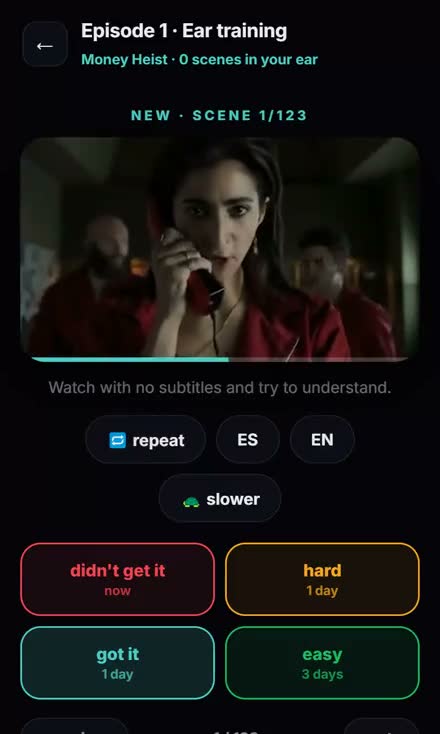 ←
Episode 1 · Ear training
Money Heist · 0 scenes in your ear
NEW · SCENE 1/123
Watch with no subtitles and try to understand.
🔁 repeat
ES
EN
🐢 slower
didn't get it
now
hard
1 day
got it
1 day
easy
3 days